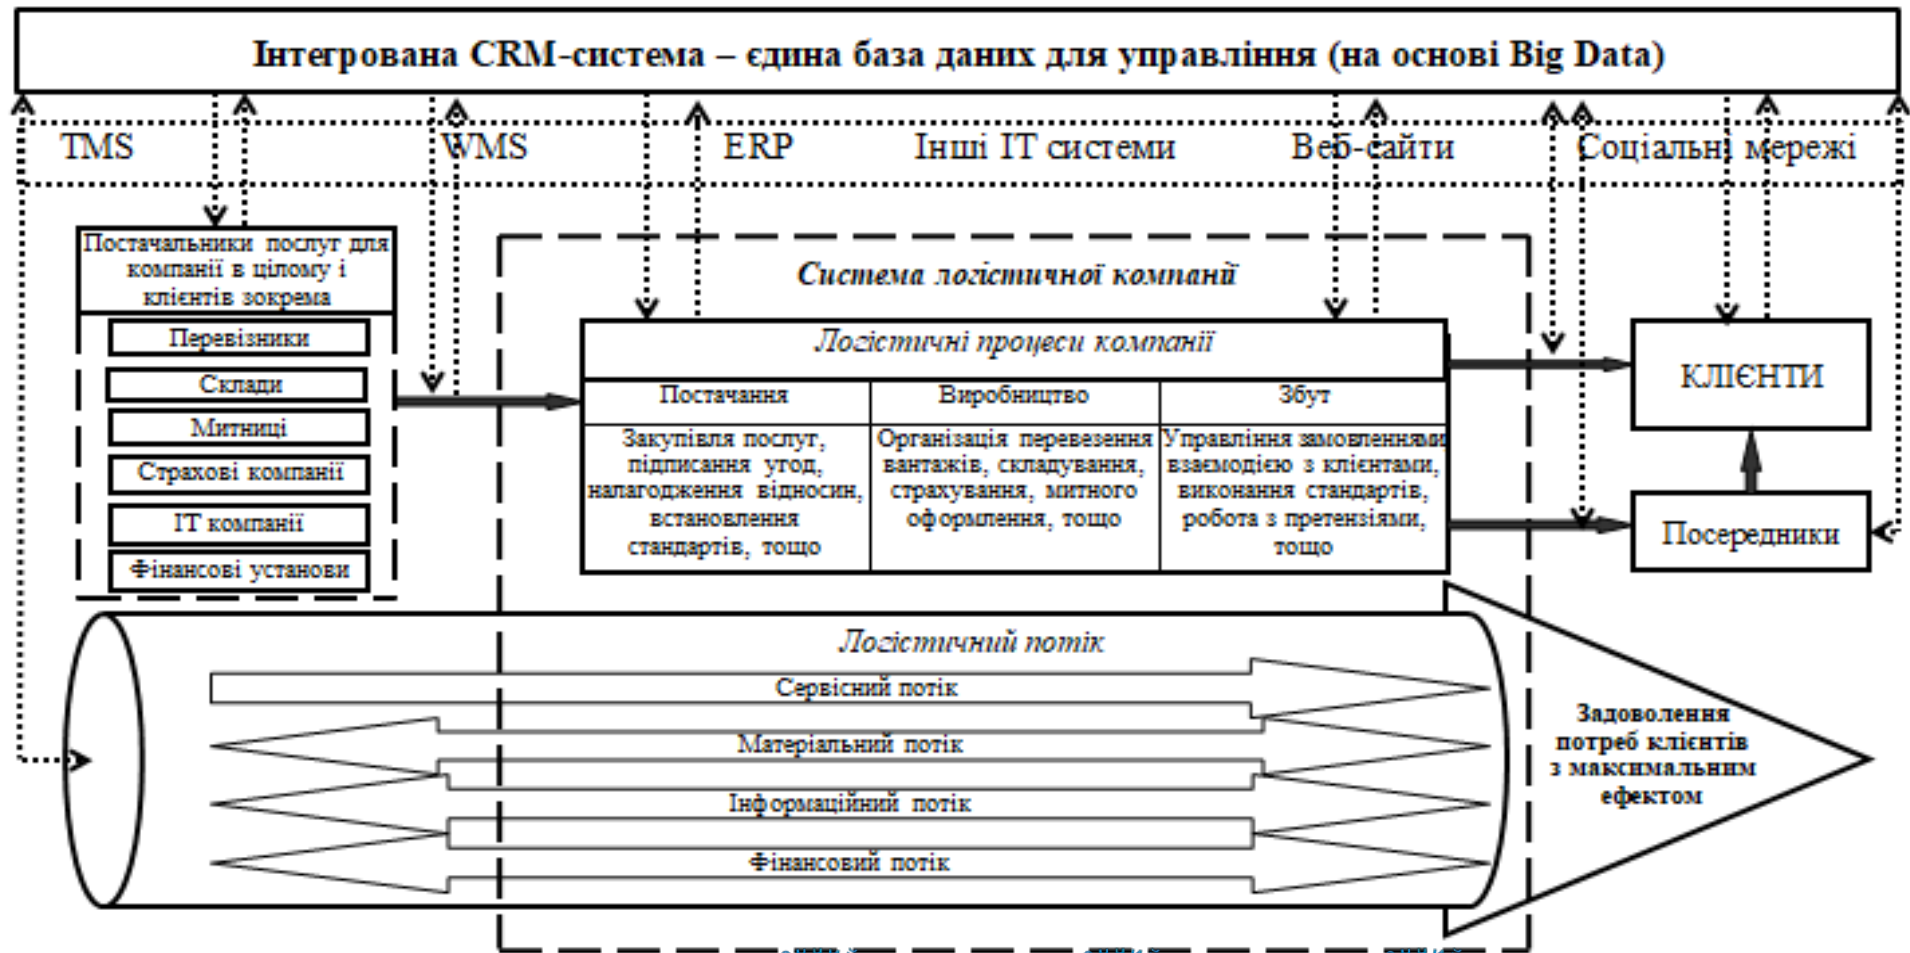 Інтегрована CRM-система – єдина база даних для управління (на основі Big Data)
TMS WMS ERP Інші ІТ системи Веб-сайти Соціальні мережі
Постачальники послуг для
компанії в цілому і
клієнтів зокрема
Перевізники
Склади
Митниці
Страхові компанії
ІТ компанії
Фінансові установи
Система логістичної компанії
Логістичні процеси компанії
Постачання
Закупівля послуг,
підписання угод,
налагодження відносин,
встановлення
стандартів, тощо
Виробництво
Організація перевезення
вантажів, складування,
страхування, митного
оформлення, тощо
Збут
Управління замовленнями,
взаємодією з клієнтами,
виконання стандартів,
робота з претензіями,
тощо
КЛІЄНТИ
Посередники
Логістичний потік
Сервісний потік
Матеріальний потік
Інформаційний потік
Фінансовий потік
Задоволення
потреб клієнтів
з максимальним
ефектом